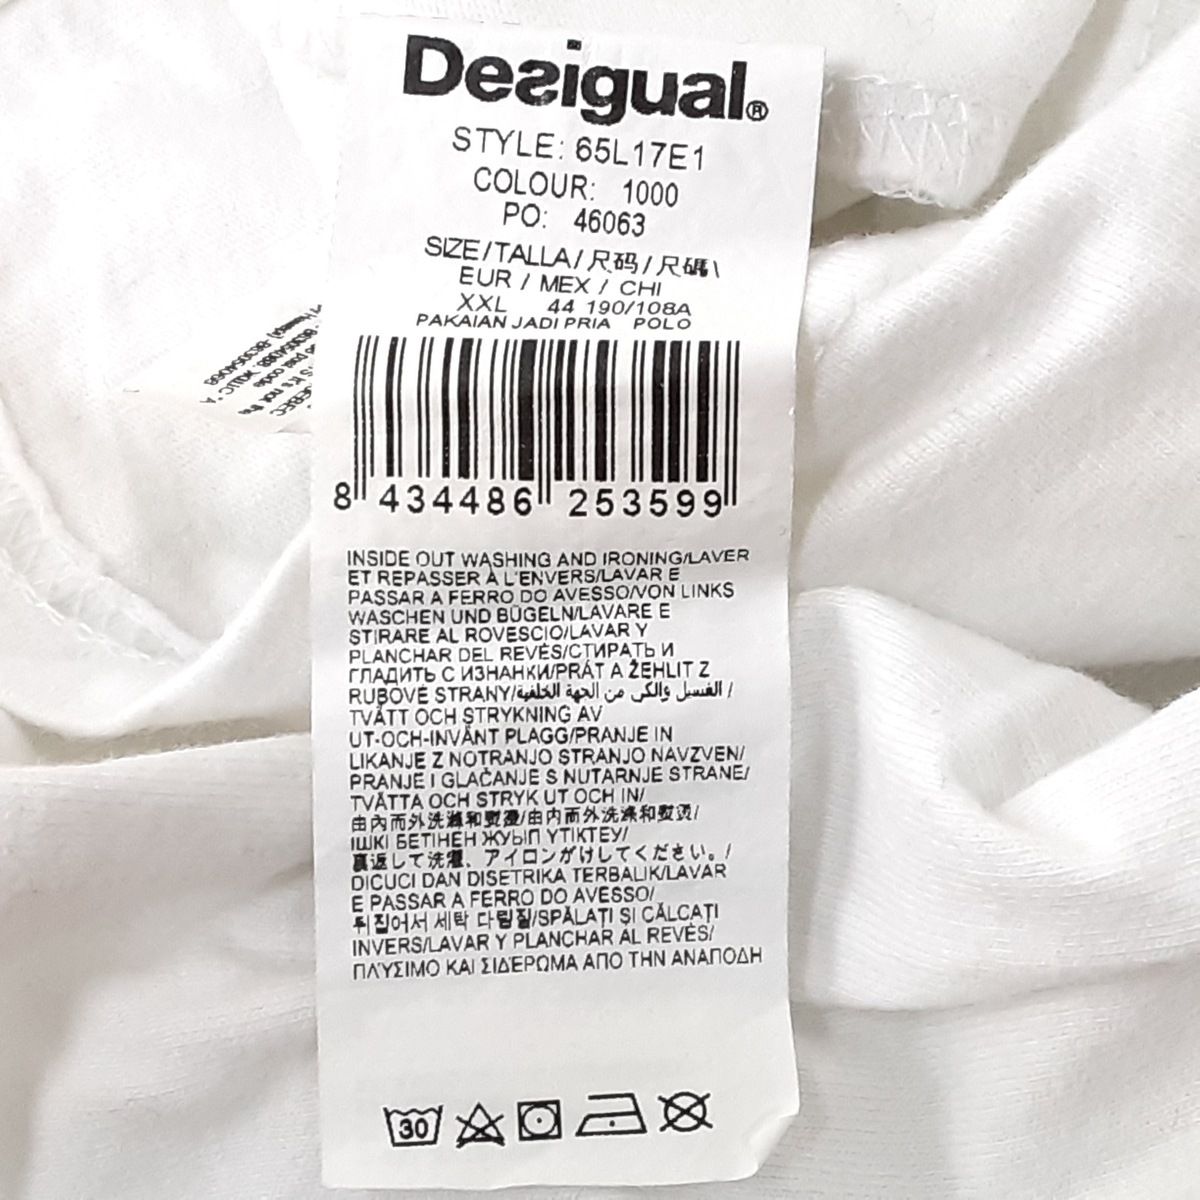 Desigual®
STYLE: 65L17E1
COLOUR: 1000
PO: 46063
SIZE/TALLA/尺码/尺碼\
EUR / MEX / CHI
XXL 44 190/108A
PAKAIAN JADI PRIA POLO
8 434486 253599
INSIDE OUT WASHING AND IRONING/LAVER
ET REPASSER À L'ENVERS/LAVAR E
PASSAR A FERRO DO AVESSO/VON LINKS
WASCHEN UND BÜGELN/LAVARE E
STIRARE AL ROVESCIO/LAVAR Y
PLANCHAR DEL REVÉS/СТИРАТЬ И
ГЛАДИТЬ С ИЗНАНКИ/PRÁT A ŽEHLIT Z
RUBOVÉ STRANY/الغسيل والكي من الجهة الخلفية /
TVÄTT OCH STRYKNING AV
UT-OCH-INVÄNT PLAGG/PRANJE IN
LIKANJE Z NOTRANJO STRANJO NAVZVEN/
PRANJE I GLAČANJE S NUTARNJE STRANE/
TVÄTTA OCH STRYK UT OCH IN/
由內而外洗滌和熨燙/由内而外洗涤和熨烫/
ІШКІ БЕТІНЕН ЖУЫП ҮТІКТЕУ/
裏返して洗濯、アイロンがけしてください。/
DICUCI DAN DISETRIKA TERBALIK/LAVAR
E PASSAR A FERRO DO AVESSO/
뒤집어서 세탁 다림질/SPĂLAȚI ȘI CĂLCAȚI
INVERS/LAVAR Y PLANCHAR AL REVÉS/
ΠΛΎΣΙΜΟ ΚΑΙ ΣΙΔΈΡΩΜΑ ΑΠΟ ΤΗΝ ΑΝΑΠΟΔΗ
30